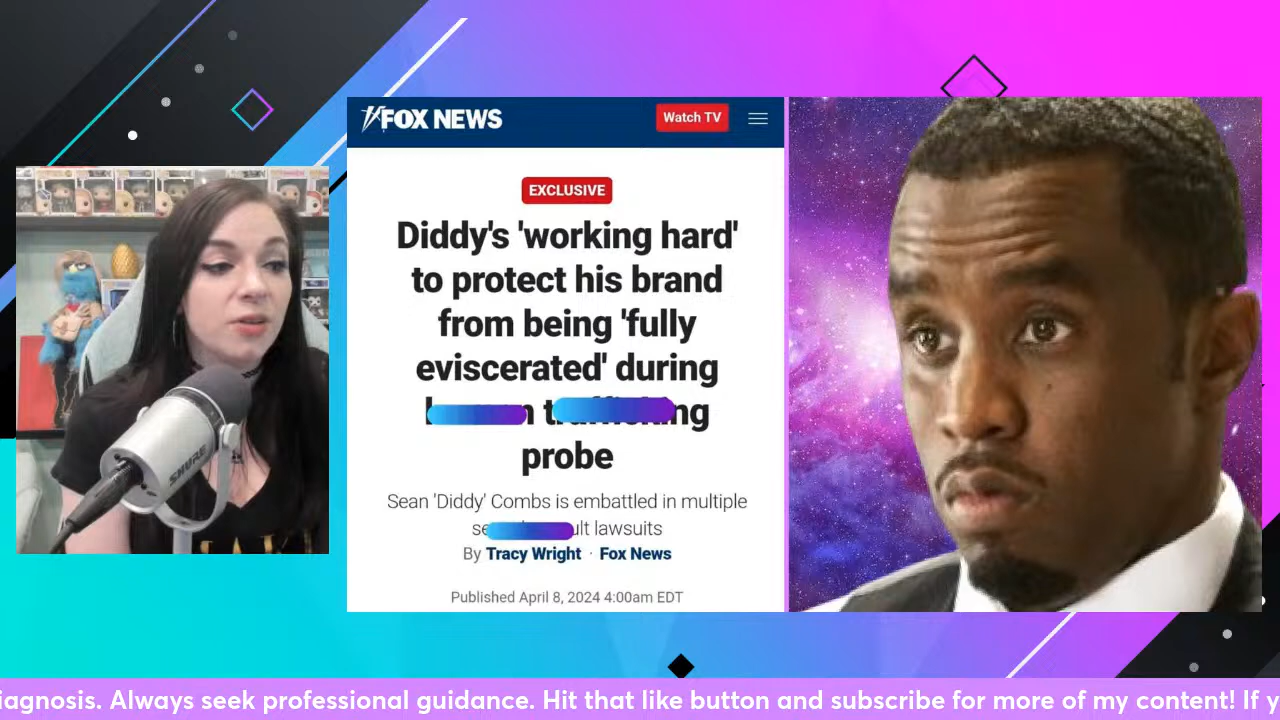 FOX NEWS
Watch TV
EXCLUSIVE
Diddy's 'working hard'
to protect his brand
from being 'fully
eviscerated' during
probe
Sean 'Diddy' Combs is embattled in multiple
lawsuits
By Tracy Wright · Fox News
Published April 8, 2024 4:00am EDT
SHURE
iagnosis. Always seek professional guidance. Hit that like button and subscribe for more of my content! If y